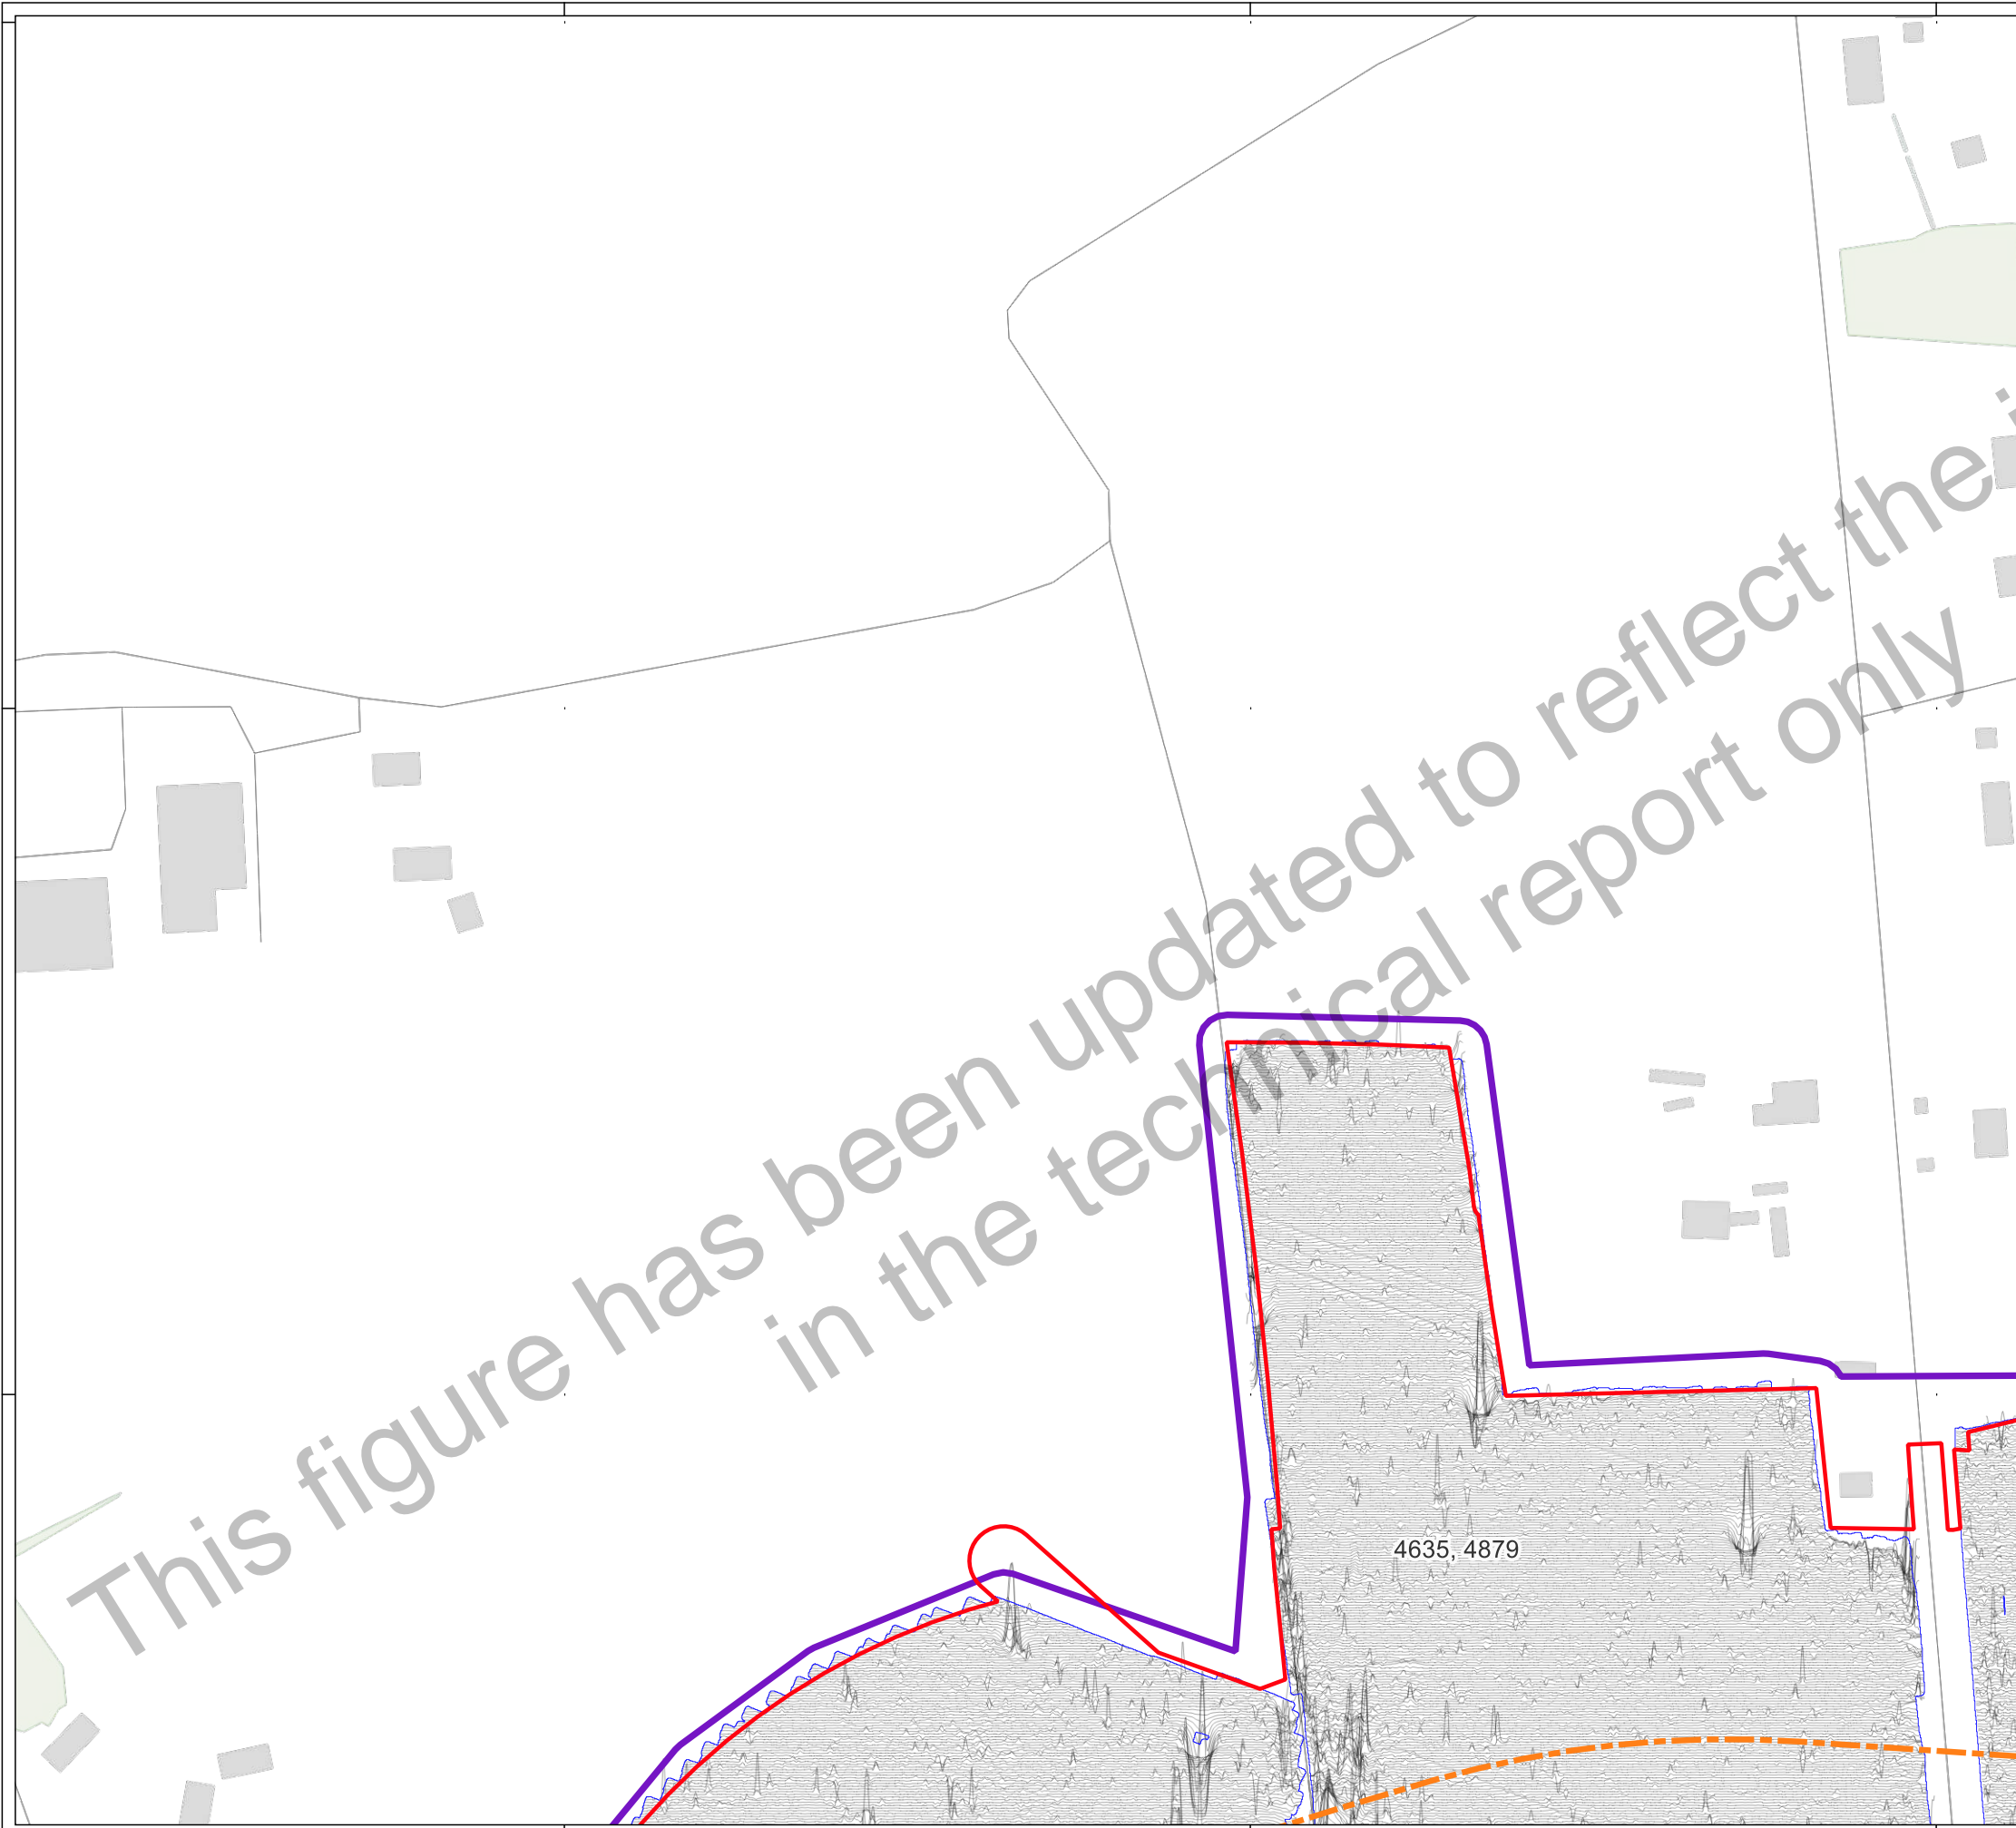 This figure has been updated to reflect the
in the technical report only
4635, 4879